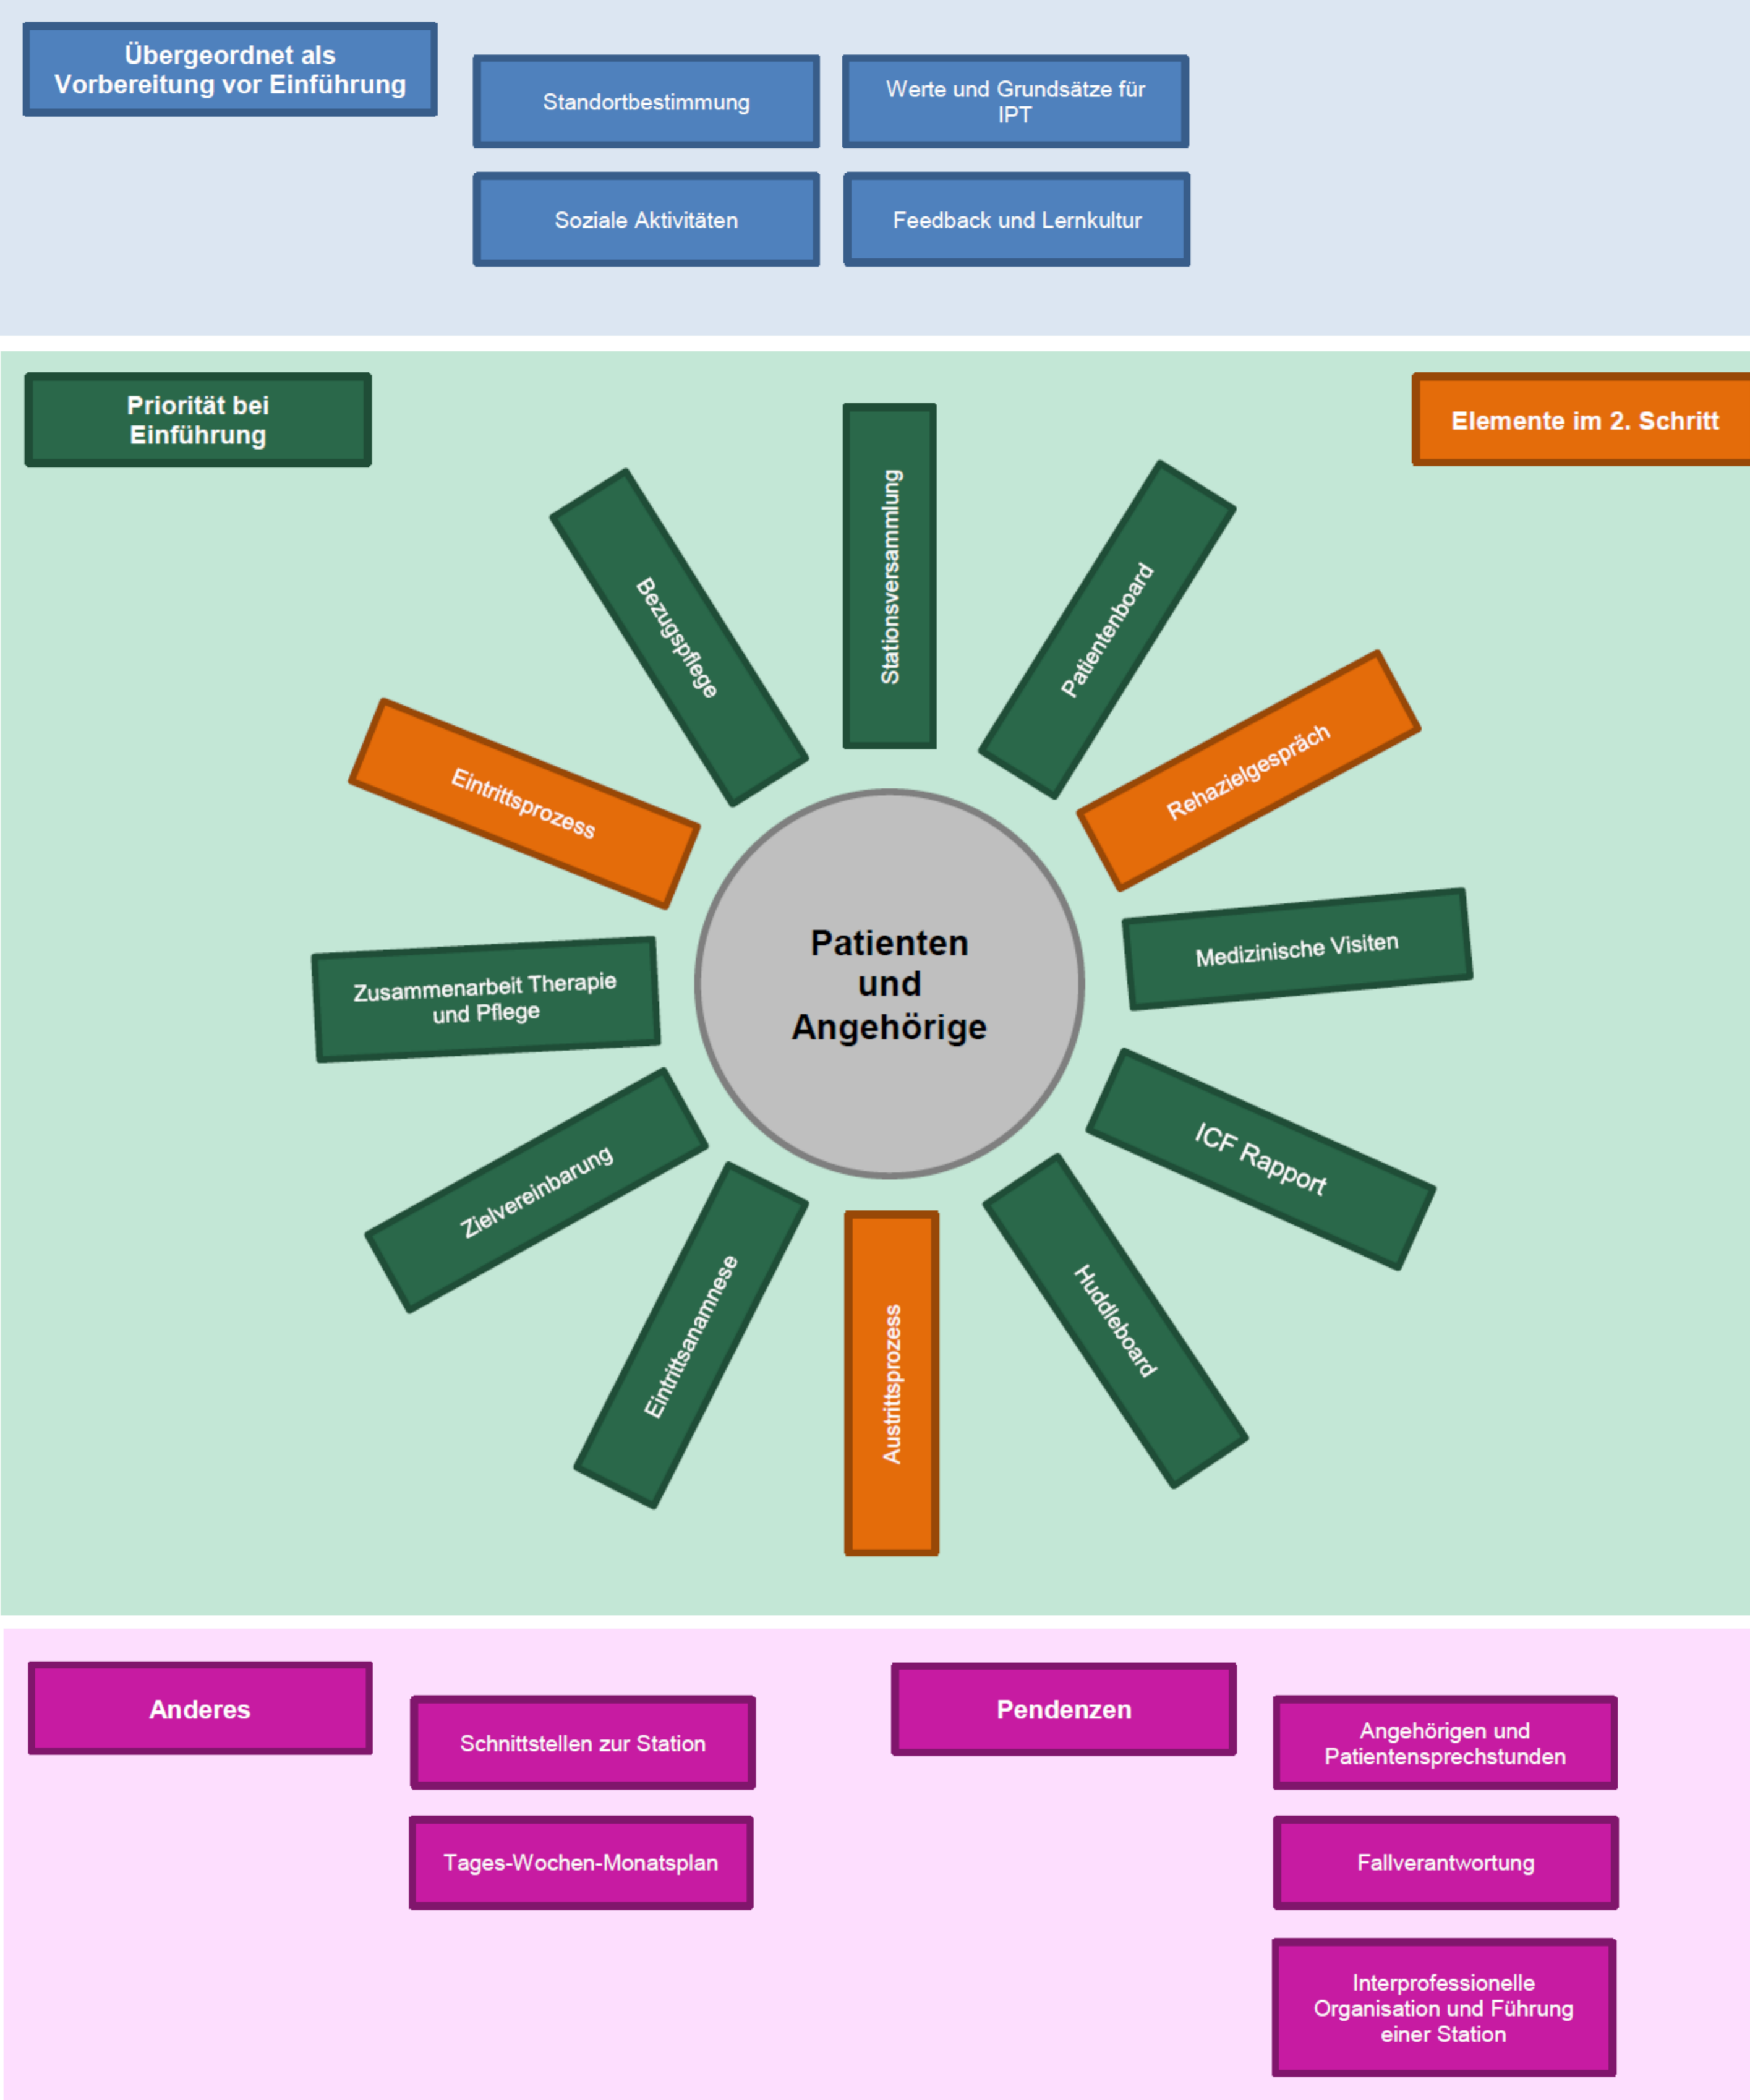 Übergeordnet als
Vorbereitung vor Einführung
Standortbestimmung
Werte und Grundsätze für
IPT
Soziale Aktivitäten
Feedback und Lernkultur
Priorität bei
Einführung
Elemente im 2. Schritt
Stationsversammlung
Patientenboard
Rehazielgespräch
Medizinische Visiten
ICF Rapport
Huddleboard
Austrittsprozess
Eintrittsanamnese
Zielvereinbarung
Zusammenarbeit Therapie
und Pflege
Eintrittsprozess
Bezugspflege
Patienten
und
Angehörige
Anderes
Schnittstellen zur Station
Tages-Wochen-Monatsplan
Pendenzen
Angehörigen und
Patientensprechstunden
Fallverantwortung
Interprofessionelle
Organisation und Führung
einer Station